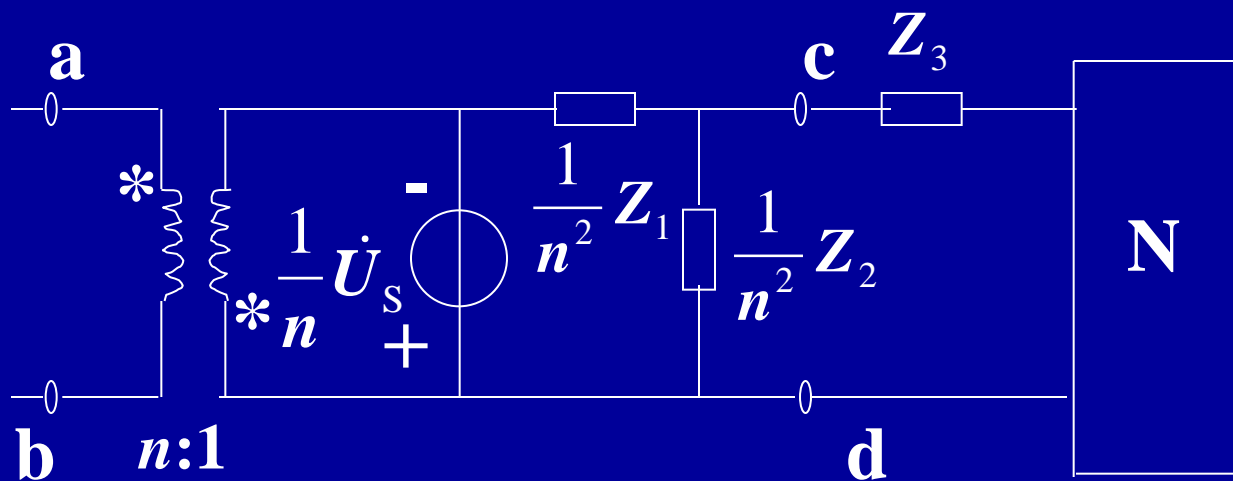 a
c
Z₃
*
-
1/n² Z₁
1/n² Z₂
N
1/n U̇ₛ
*
+
b
n:1
d